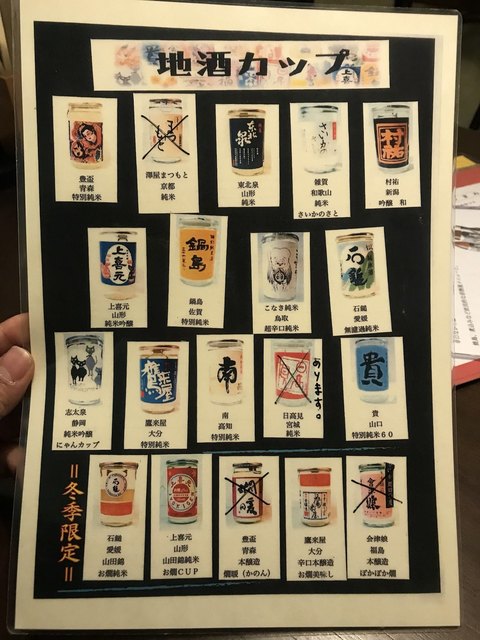 地酒カップ
豊盃
青森
特別純米
澤屋まつもと
京都
純米
東北泉
山形
純米
雑賀
和歌山
純米
さいかのさと
村祐
新潟
吟醸 和
上喜元
山形
純米吟醸
鍋島
佐賀
特別純米
こなき純米
鳥取
超辛口純米
石鎚
愛媛
無濾過純米
志太泉
静岡
純米吟醸
にゃんカップ
鷹来屋
大分
特別純米
南
高知
特別純米
日高見
宮城
純米
あります。
貴
山口
特別純米60
=冬季限定=
石鎚
愛媛
山田錦
お燗純米
上喜元
山形
山田錦純米
お燗CUP
豊盃
青森
本醸造
燗暖(かのん)
鷹来屋
大分
辛口本醸造
お燗美味し
会津娘
福島
本醸造
ぽかぽか燗